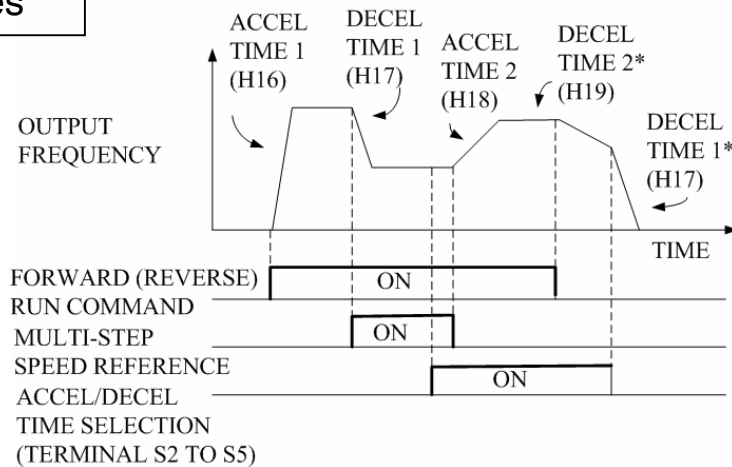 es
ACCEL
TIME 1
(H16)
DECEL
TIME 1
(H17)
ACCEL
TIME 2
(H18)
DECEL
TIME 2*
(H19)
DECEL
TIME 1*
(H17)
OUTPUT
FREQUENCY
TIME
FORWARD (REVERSE)
RUN COMMAND
ON
MULTI-STEP
SPEED REFERENCE
ON
ACCEL/DECEL
TIME SELECTION
(TERMINAL S2 TO S5)
ON